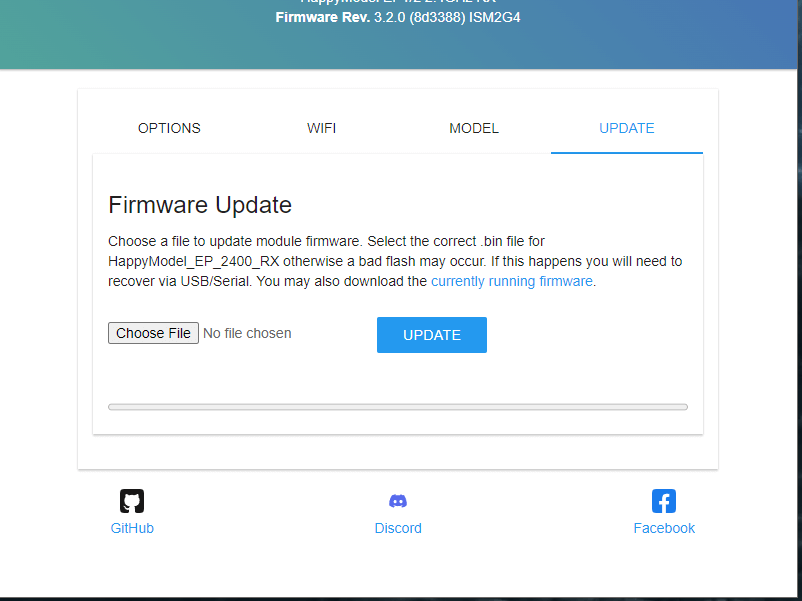 Firmware Rev. 3.2.0 (8d3388) ISM2G4
OPTIONS WIFI MODEL UPDATE
Firmware Update
Choose a file to update module firmware. Select the correct .bin file for
HappyModel_EP_2400_RX otherwise a bad flash may occur. If this happens you will need to
recover via USB/Serial. You may also download the currently running firmware.
Choose File No file chosen UPDATE
GitHub Discord Facebook